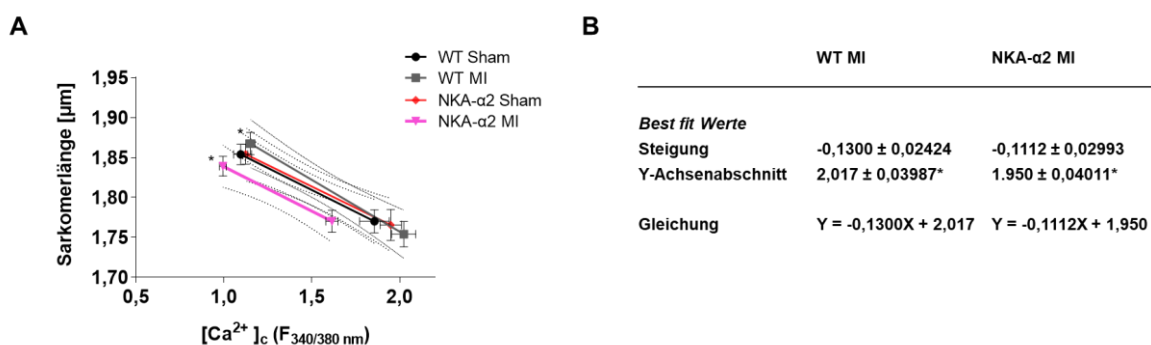 A
WT Sham
WT MI
NKA-α2 Sham
NKA-α2 MI
Sarkomerlänge [µm]
1,95
1,90
1,85
1,80
1,75
1,70
*
*
0,5 1,0 1,5 2,0
[Ca2+ ]c (F340/380 nm)
B
WT MI NKA-α2 MI
Best fit Werte
Steigung -0,1300 ± 0,02424 -0,1112 ± 0,02993
Y-Achsenabschnitt 2,017 ± 0,03987* 1.950 ± 0,04011*
Gleichung Y = -0,1300X + 2,017 Y = -0,1112X + 1,950